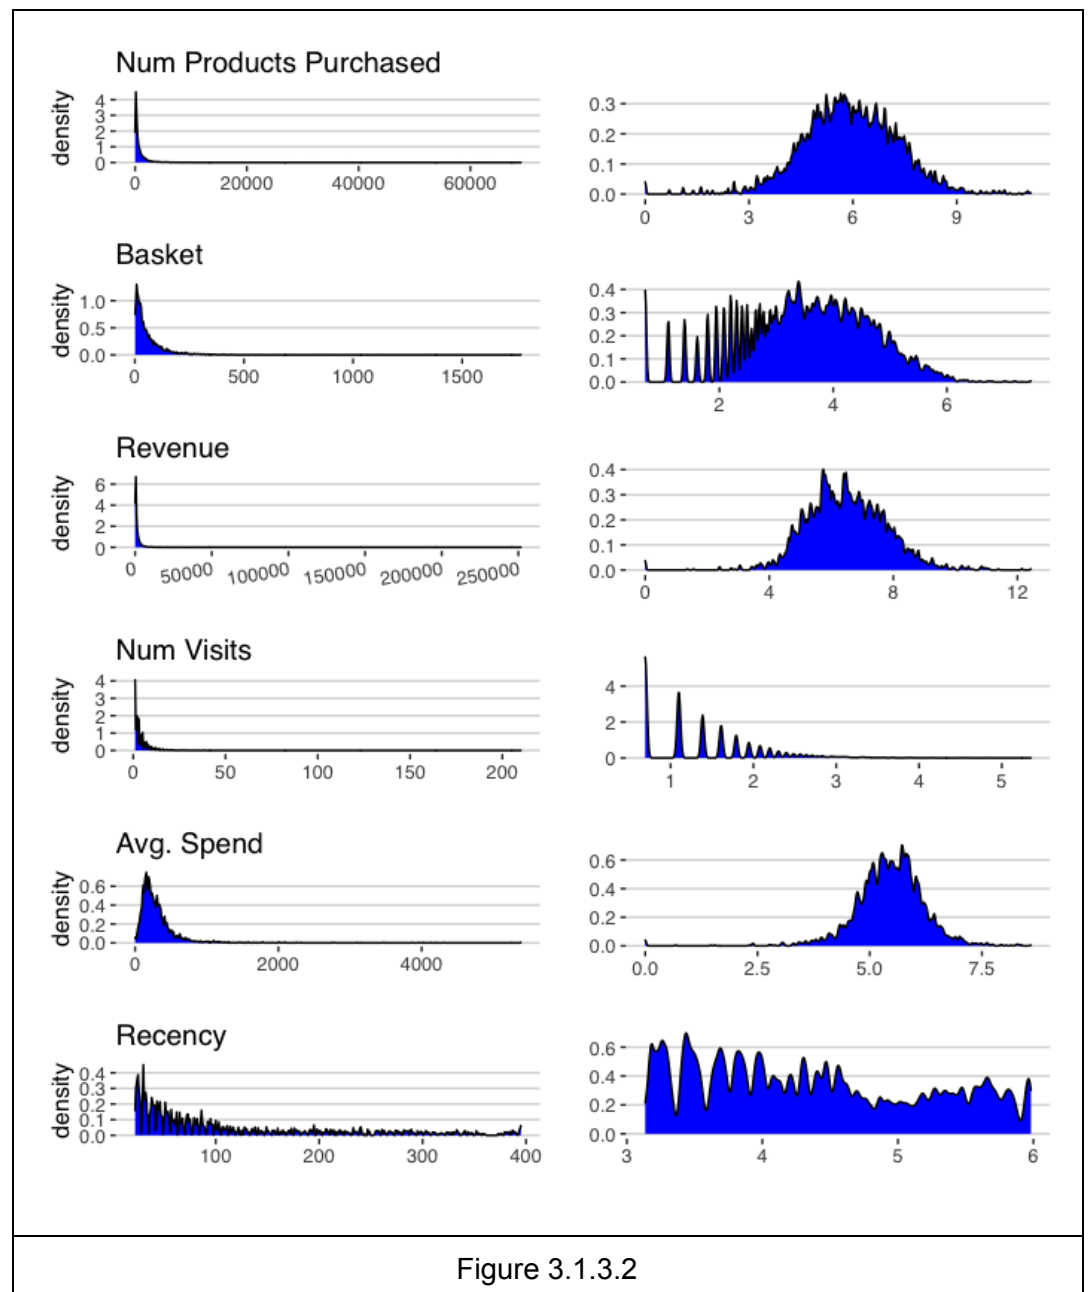 Num Products Purchased
density
4
3
2
1
0
0 20000 40000 60000
0.3
0.2
0.1
0.0
0 3 6 9
Basket
density
1.0
0.5
0.0
0 500 1000 1500
0.4
0.3
0.2
0.1
0.0
2 4 6
Revenue
density
6
4
2
0
0 50000 100000 150000 200000 250000
0.4
0.3
0.2
0.1
0.0
0 4 8 12
Num Visits
density
4
3
2
1
0
0 50 100 150 200
4
2
0
1 2 3 4 5
Avg. Spend
density
0.6
0.4
0.2
0.0
0 2000 4000
0.6
0.4
0.2
0.0
0.0 2.5 5.0 7.5
Recency
density
0.4
0.3
0.2
0.1
0.0
100 200 300 400
0.6
0.4
0.2
0.0
3 4 5 6
Figure 3.1.3.2